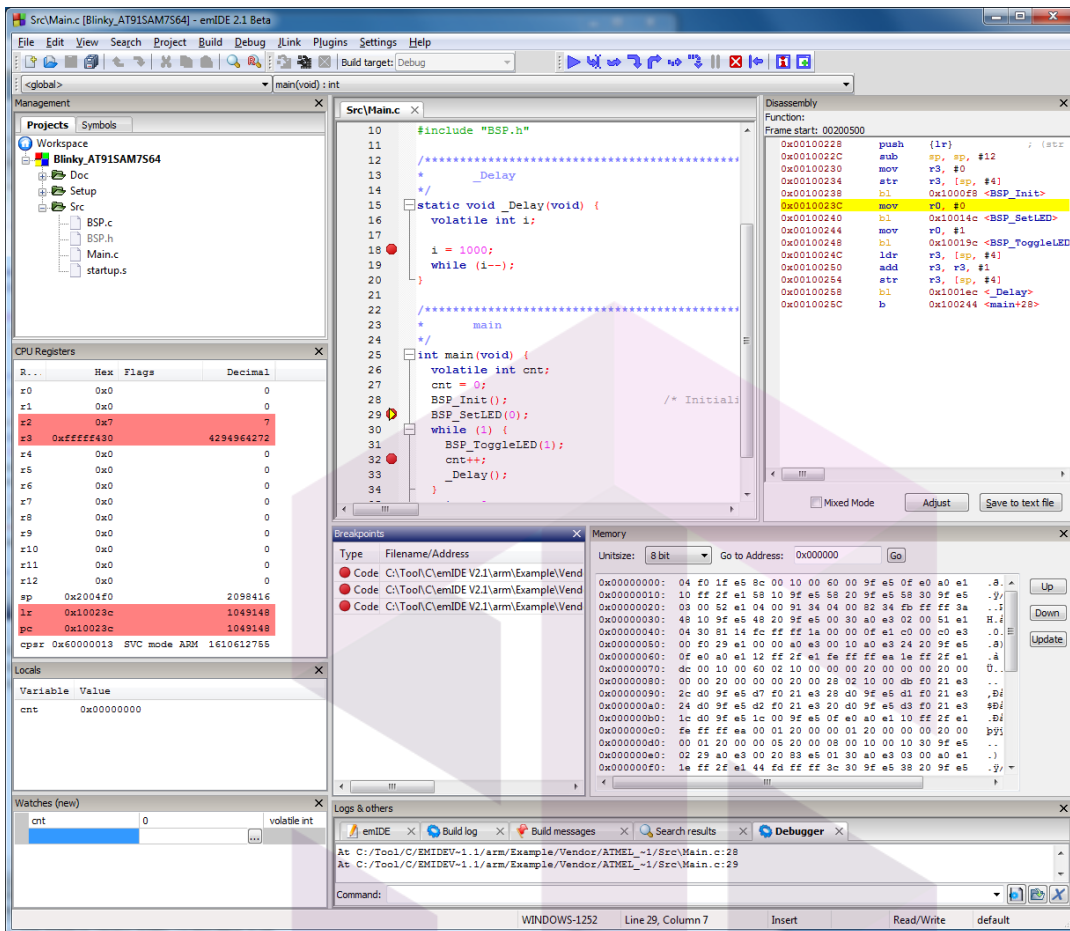 Src\Main.c [Blinky_AT91SAM7S64] - emIDE 2.1 Beta
File Edit View Search Project Build Debug JLink Plugins Settings Help
Build target: Debug
<global> main(void) : int
Management
Projects Symbols
Workspace
Blinky_AT91SAM7S64
Doc
Setup
Src
BSP.c
BSP.h
Main.c
startup.s
CPU Registers
R... Hex Flags Decimal
r0 0x0 0
r1 0x0 0
r2 0x7 7
r3 0xfffff430 4294964272
r4 0x0 0
r5 0x0 0
r6 0x0 0
r7 0x0 0
r8 0x0 0
r9 0x0 0
r10 0x0 0
r11 0x0 0
r12 0x0 0
sp 0x2004f0 2098416
lr 0x10023c 1049148
pc 0x10023c 1049148
cpsr 0x60000013 SVC mode ARM 1610612755
Locals
Variable Value
cnt 0x00000000
Watches (new)
cnt 0 volatile int
...
Src\Main.c
10 #include "BSP.h"
11
12 /*************************************************
13 * _Delay
14 */
15 static void _Delay(void) {
16 volatile int i;
17
18 i = 1000;
19 while (i--);
20 }
21
22 /*************************************************
23 * main
24 */
25 int main(void) {
26 volatile int cnt;
27 cnt = 0;
28 BSP_Init(); /* Initiali
29 BSP_SetLED(0);
30 while (1) {
31 BSP_ToggleLED(1);
32 cnt++;
33 _Delay();
34 }
Disassembly
Function:
Frame start: 00200500
0x00100228 push {lr} ; (str
0x0010022C sub sp, sp, #12
0x00100230 mov r3, #0
0x00100234 str r3, [sp, #4]
0x00100238 bl 0x1000f8 <BSP_Init>
0x0010023C mov r0, #0
0x00100240 bl 0x10014c <BSP_SetLED>
0x00100244 mov r0, #1
0x00100248 bl 0x10019c <BSP_ToggleLED
0x0010024C ldr r3, [sp, #4]
0x00100250 add r3, r3, #1
0x00100254 str r3, [sp, #4]
0x00100258 bl 0x1001ec <_Delay>
0x0010025C b 0x100244 <main+28>
Mixed Mode Adjust Save to text file
Breakpoints
Type Filename/Address
Code C:\Tool\C\emIDE V2.1\arm\Example\Vend
Code C:\Tool\C\emIDE V2.1\arm\Example\Vend
Code C:\Tool\C\emIDE V2.1\arm\Example\Vend
Memory
Unitsize: 8 bit Go to Address: 0x000000 Go
0x00000000: 04 f0 1f e5 8c 00 10 00 60 00 9f e5 0f e0 a0 e1
0x00000010: 10 ff 2f e1 58 10 9f e5 58 20 9f e5 58 30 9f e5
0x00000020: 03 00 52 e1 04 00 91 34 04 00 82 34 fb ff ff 3a
0x00000030: 48 10 9f e5 48 20 9f e5 00 30 a0 e3 02 00 51 e1
0x00000040: 04 30 81 14 fc ff ff 1a 00 00 0f e1 c0 00 c0 e3
0x00000050: 00 f0 29 e1 00 00 a0 e3 00 10 a0 e3 24 20 9f e5
0x00000060: 0f e0 a0 e1 12 ff 2f e1 fe ff ff ea 1e ff 2f e1
0x00000070: dc 00 10 00 60 02 10 00 00 00 20 00 00 00 20 00
0x00000080: 00 00 20 00 00 00 20 00 28 02 10 00 db f0 21 e3
0x00000090: 2c d0 9f e5 d7 f0 21 e3 28 d0 9f e5 d1 f0 21 e3
0x000000a0: 24 d0 9f e5 d2 f0 21 e3 20 d0 9f e5 d3 f0 21 e3
0x000000b0: 1c d0 9f e5 1c 00 9f e5 0f e0 a0 e1 10 ff 2f e1
0x000000c0: fe ff ff ea 00 01 20 00 00 01 20 00 00 00 20 00
0x000000d0: 00 01 20 00 00 05 20 00 08 00 10 00 10 30 9f e5
0x000000e0: 02 29 a0 e3 00 20 83 e5 01 30 a0 e3 03 00 a0 e1
0x000000f0: 1e ff 2f e1 44 fd ff ff 3c 30 9f e5 38 20 9f e5
Up
Down
Update
Logs & others
emIDE Build log Build messages Search results Debugger
At C:/Tool/C/EMIDEV~1.1/arm/Example/Vendor/ATMEL_~1/Src\Main.c:28
At C:/Tool/C/EMIDEV~1.1/arm/Example/Vendor/ATMEL_~1/Src\Main.c:29
Command:
WINDOWS-1252 Line 29, Column 7 Insert Read/Write default